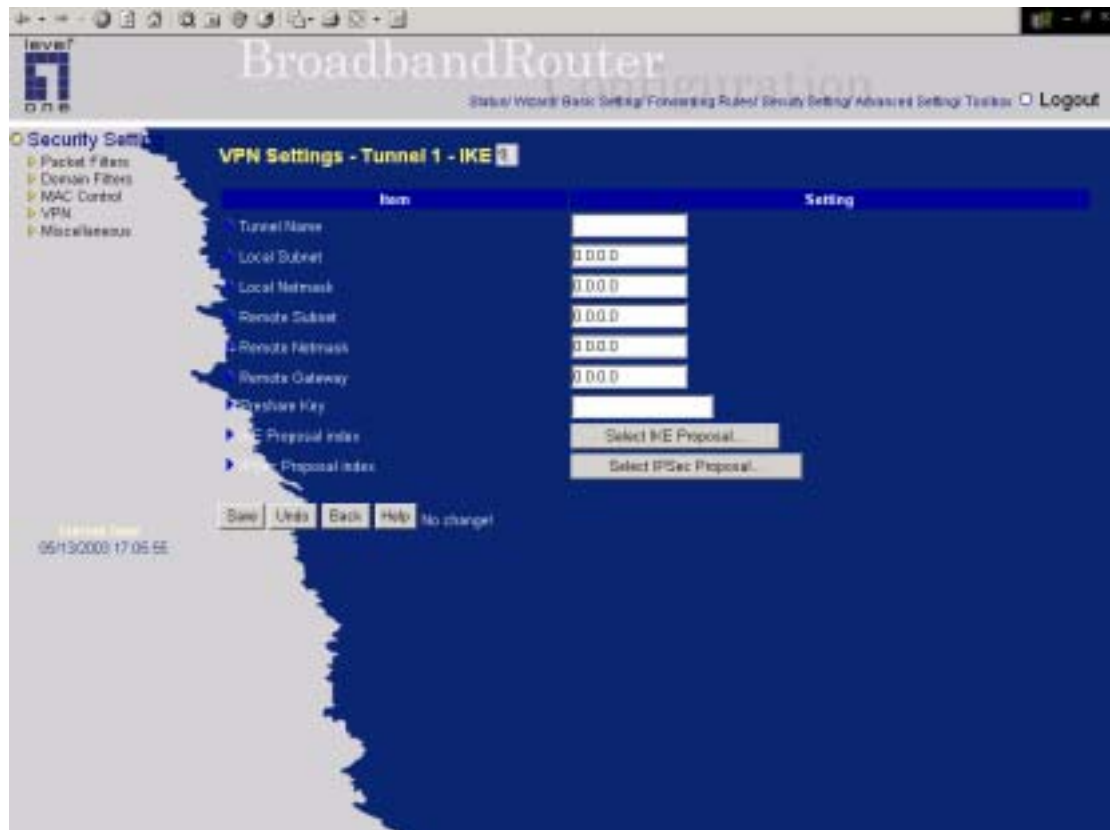 level
one
BroadbandRouter
Configuration
Status/ Wizard/ Basic Setting/ Forwarding Rules/ Security Setting/ Advanced Setting/ Toolbox Logout
Security Setting
Packet Filters
Domain Filters
MAC Control
VPN
Miscellaneous
VPN Settings - Tunnel 1 - IKE
Item Setting
Tunnel Name
Local Subnet 0.0.0.0
Local Netmask 0.0.0.0
Remote Subnet 0.0.0.0
Remote Netmask 0.0.0.0
Remote Gateway 0.0.0.0
Preshare Key
IKE Proposal index Select IKE Proposal...
IPSec Proposal index Select IPSec Proposal...
Save Undo Back Help No change!
05/13/2003 17:05:55